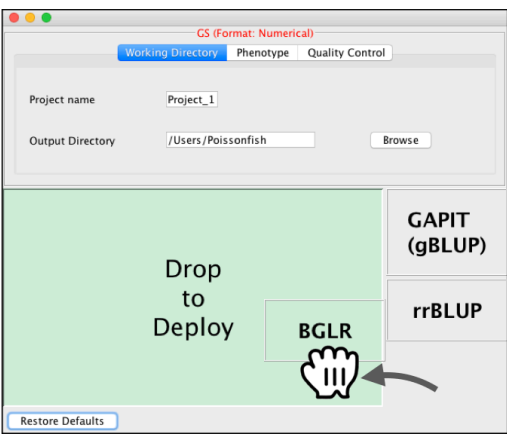 GS (Format: Numerical)
Working Directory Phenotype Quality Control
Project name Project_1
Output Directory /Users/Poissonfish Browse
GAPIT
(gBLUP)
Drop
to
Deploy
rrBLUP
BGLR
Restore Defaults